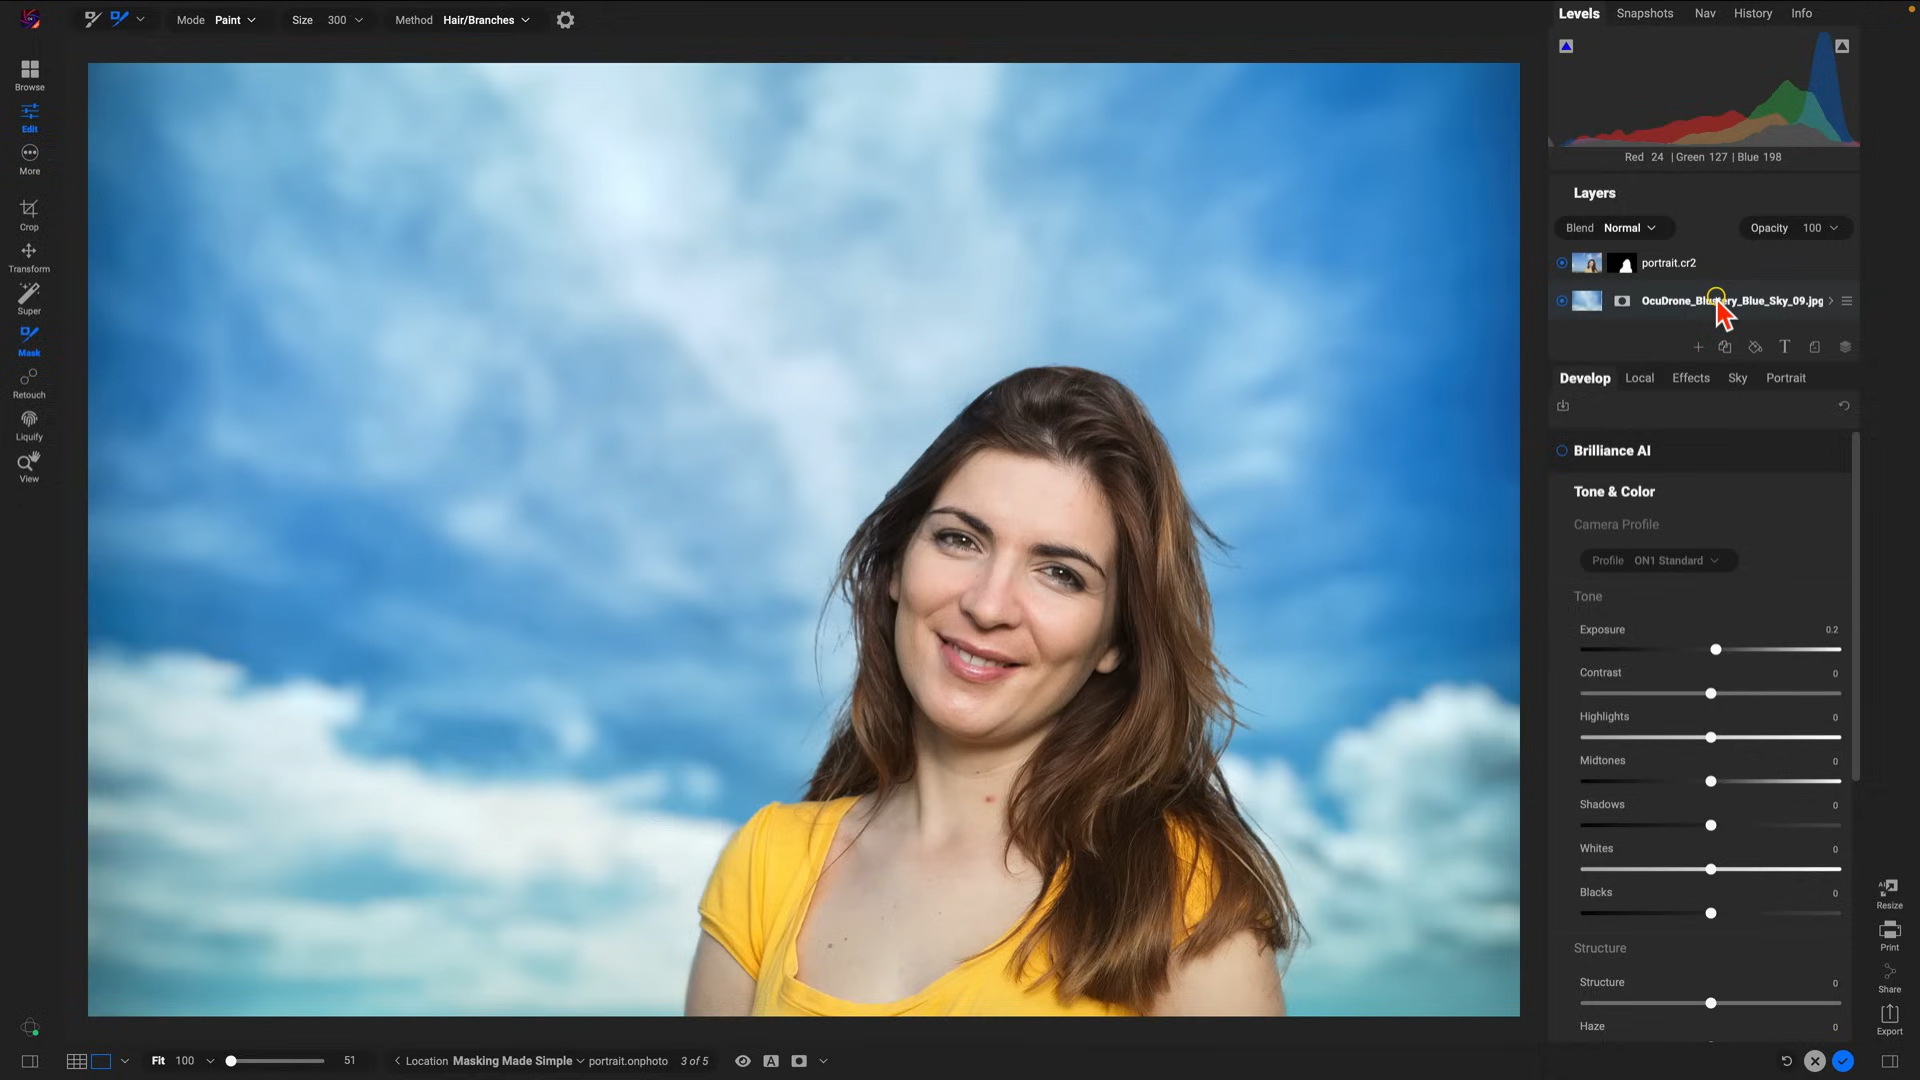 Mode Paint Size 300 Method Hair/Branches
Levels Snapshots Nav History Info
Red 24 | Green 127 | Blue 198
Browse
Edit
More
Crop
Transform
Super
Mask
Retouch
Liquify
View
Layers
Blend Normal Opacity 100
portrait.cr2
OcuDrone_Blustery_Blue_Sky_09.jpg
Develop Local Effects Sky Portrait
Brilliance AI
Tone & Color
Camera Profile
Profile ON1 Standard
Tone
Exposure 0.2
Contrast 0
Highlights 0
Midtones 0
Shadows 0
Whites 0
Blacks 0
Structure
Structure 0
Haze 0
AI
Resize
Print
Share
Export
Fit 100 51 Location Masking Made Simple portrait.onphoto 3 of 5 A